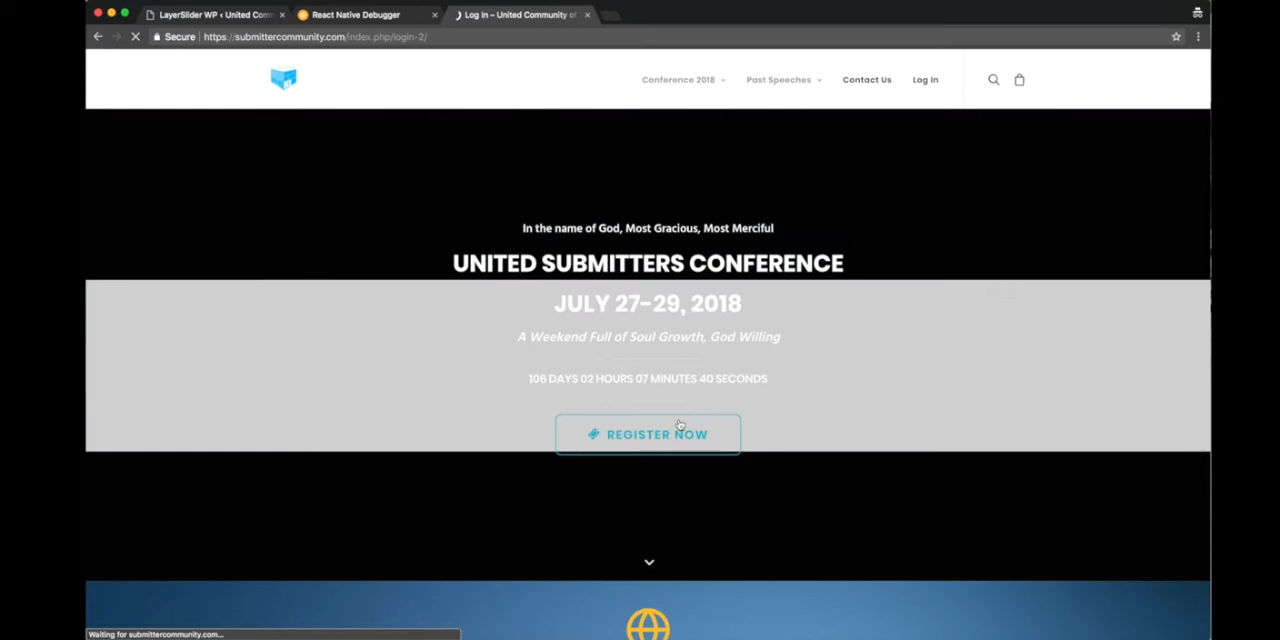 LayerSlider WP ‹ United Comm
React Native Debugger
Log In – United Community of
Secure
https://submittercommunity.com/index.php/login-2/
Conference 2018
Past Speeches
Contact Us
Log In
In the name of God, Most Gracious, Most Merciful
UNITED SUBMITTERS CONFERENCE
JULY 27-29, 2018
A Weekend Full of Soul Growth, God Willing
106 DAYS 02 HOURS 07 MINUTES 40 SECONDS
REGISTER NOW
Waiting for submittercommunity.com...